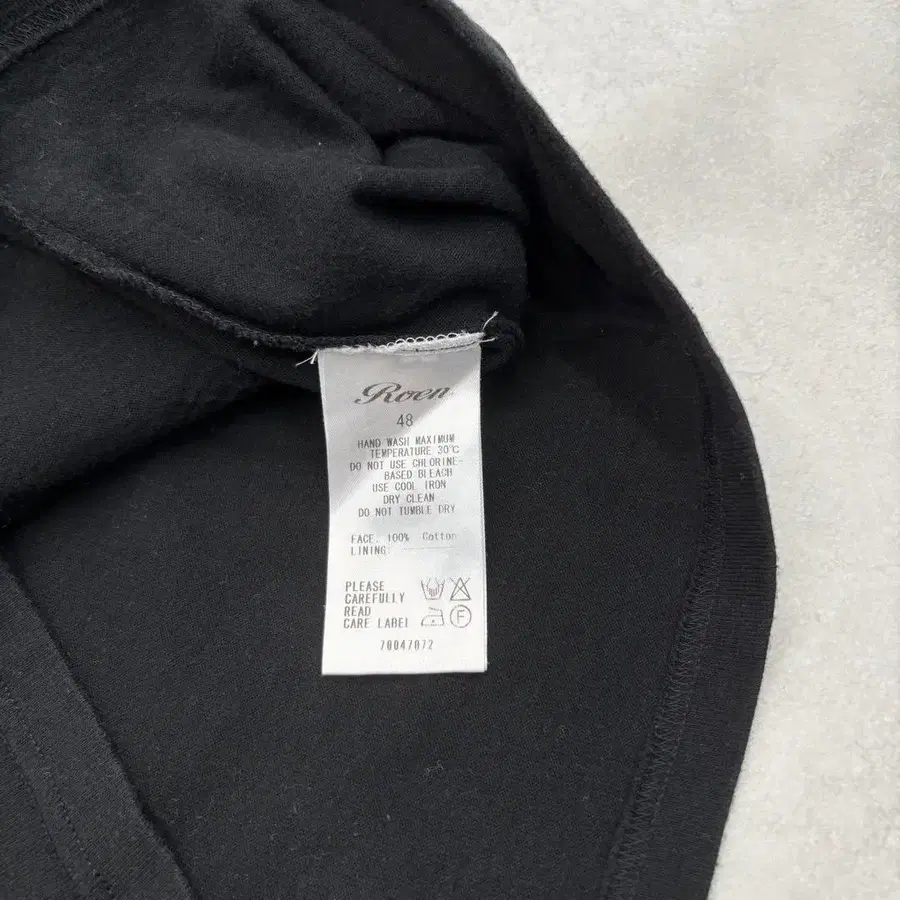 Roen
48
HAND WASH MAXIMUM
TEMPERATURE 30°C
DO NOT USE CHLORINE-
BASED BLEACH
USE COOL IRON
DRY CLEAN
DO NOT TUMBLE DRY
FACE: 100% Cotton
LINING:
PLEASE
CAREFULLY
READ
CARE LABEL
F
70047072